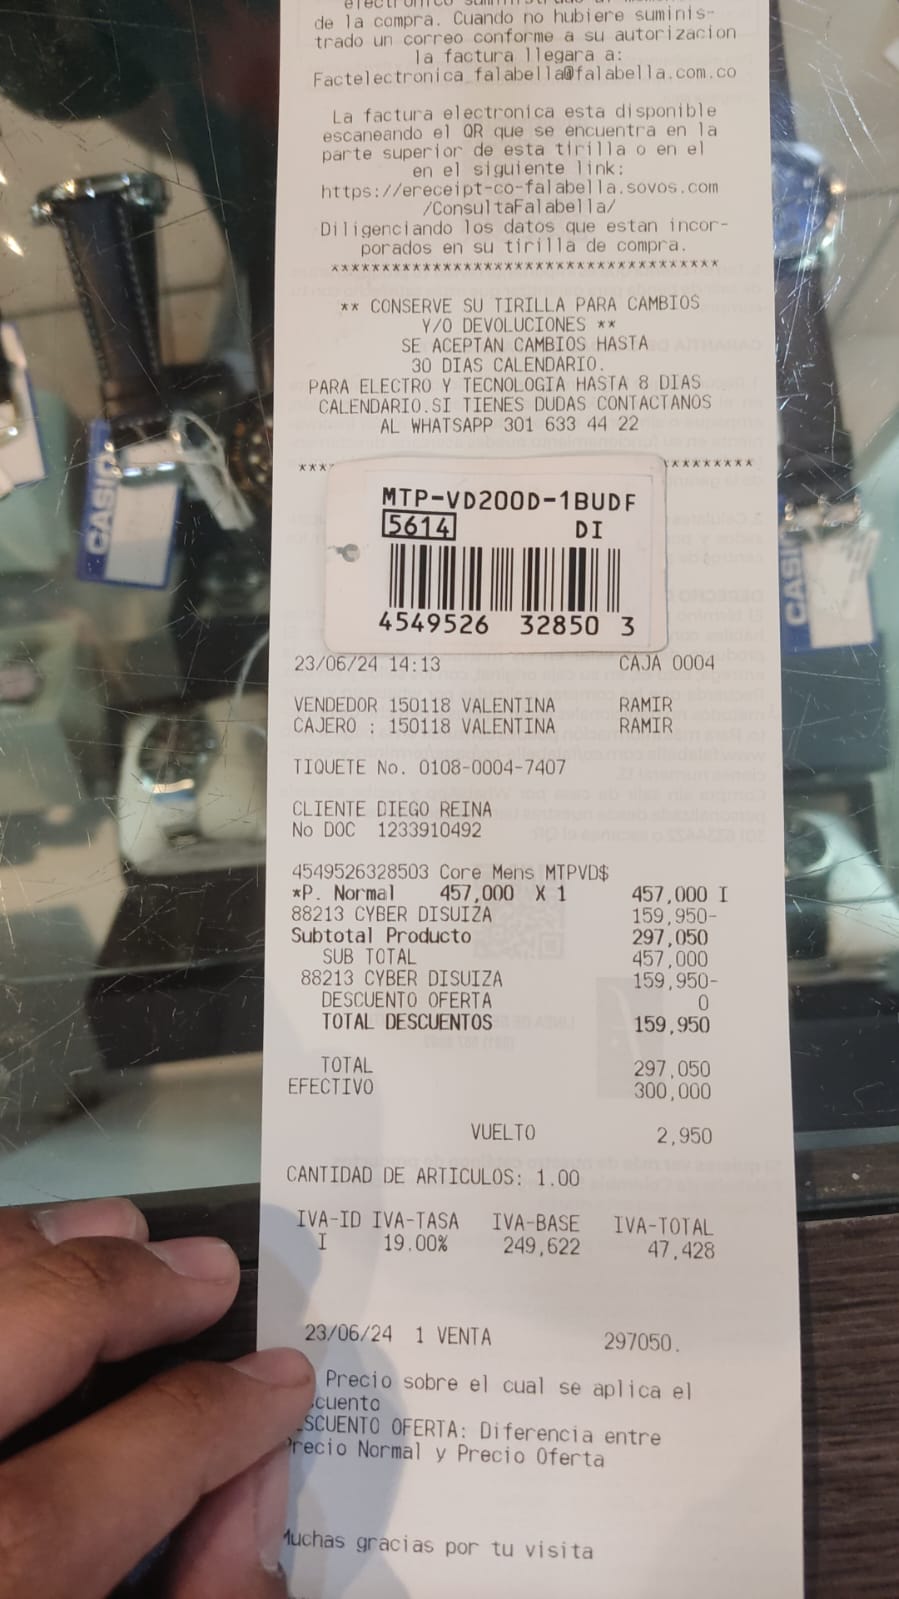 de la compra. Cuando no hubiere suminis-
trado un correo conforme a su autorizacion
la factura llegara a:
Factelectronica_falabella@falabella.com.co
La factura electronica esta disponible
escaneando el QR que se encuentra en la
parte superior de esta tirilla o en el
en el siguiente link:
https://ereceipt-co-falabella.sovos.com
/ConsultaFalabella/
Diligenciando los datos que estan incor-
porados en su tirilla de compra.
****************************************
** CONSERVE SU TIRILLA PARA CAMBIOS
Y/O DEVOLUCIONES **
SE ACEPTAN CAMBIOS HASTA
30 DIAS CALENDARIO.
PARA ELECTRO Y TECNOLOGIA HASTA 8 DIAS
CALENDARIO.SI TIENES DUDAS CONTACTANOS
AL WHATSAPP 301 633 44 22
MTP-VD200D-1BUDF
5614 DI
4549526 32850 3
23/06/24 14:13 CAJA 0004
VENDEDOR 150118 VALENTINA RAMIR
CAJERO : 150118 VALENTINA RAMIR
TIQUETE No. 0108-0004-7407
CLIENTE DIEGO REINA
No DOC 1233910492
4549526328503 Core Mens MTPVD$
*P. Normal 457,000 X 1 457,000 I
88213 CYBER DISUIZA 159,950-
Subtotal Producto 297,050
SUB TOTAL 457,000
88213 CYBER DISUIZA 159,950-
DESCUENTO OFERTA 0
TOTAL DESCUENTOS 159,950
TOTAL 297,050
EFECTIVO 300,000
VUELTO 2,950
CANTIDAD DE ARTICULOS: 1.00
IVA-ID IVA-TASA IVA-BASE IVA-TOTAL
I 19.00% 249,622 47,428
23/06/24 1 VENTA 297050.
Precio sobre el cual se aplica el
cuento
SCUENTO OFERTA: Diferencia entre
Precio Normal y Precio Oferta
Muchas gracias por tu visita
CASIO
CASIO